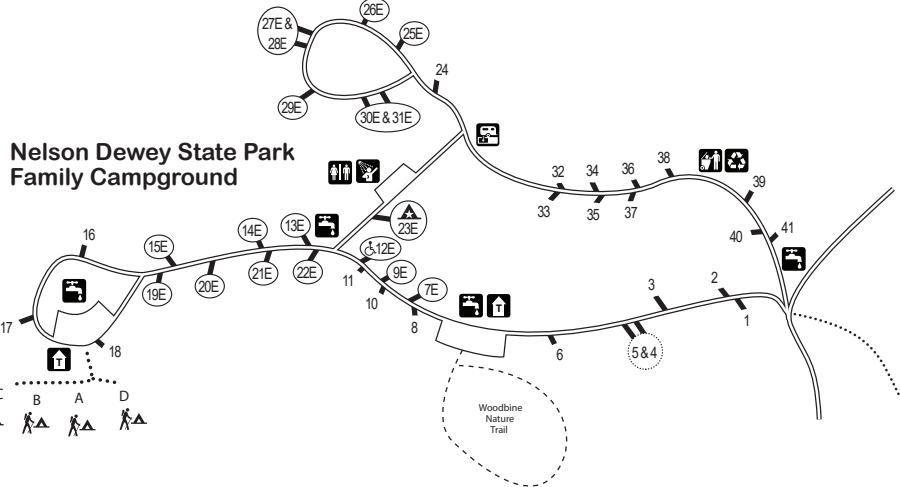 26E
27E &
28E
25E
24
29E
30E & 31E
Nelson Dewey State Park
Family Campground
32
34
36
38
33
35
37
39
40
41
23E
16
15E
14E
13E
12E
19E
20E
21E
22E
11
9E
10
7E
8
T
3
2
1
6
5 & 4
17
18
T
C
B
A
D
Woodbine
Nature
Trail